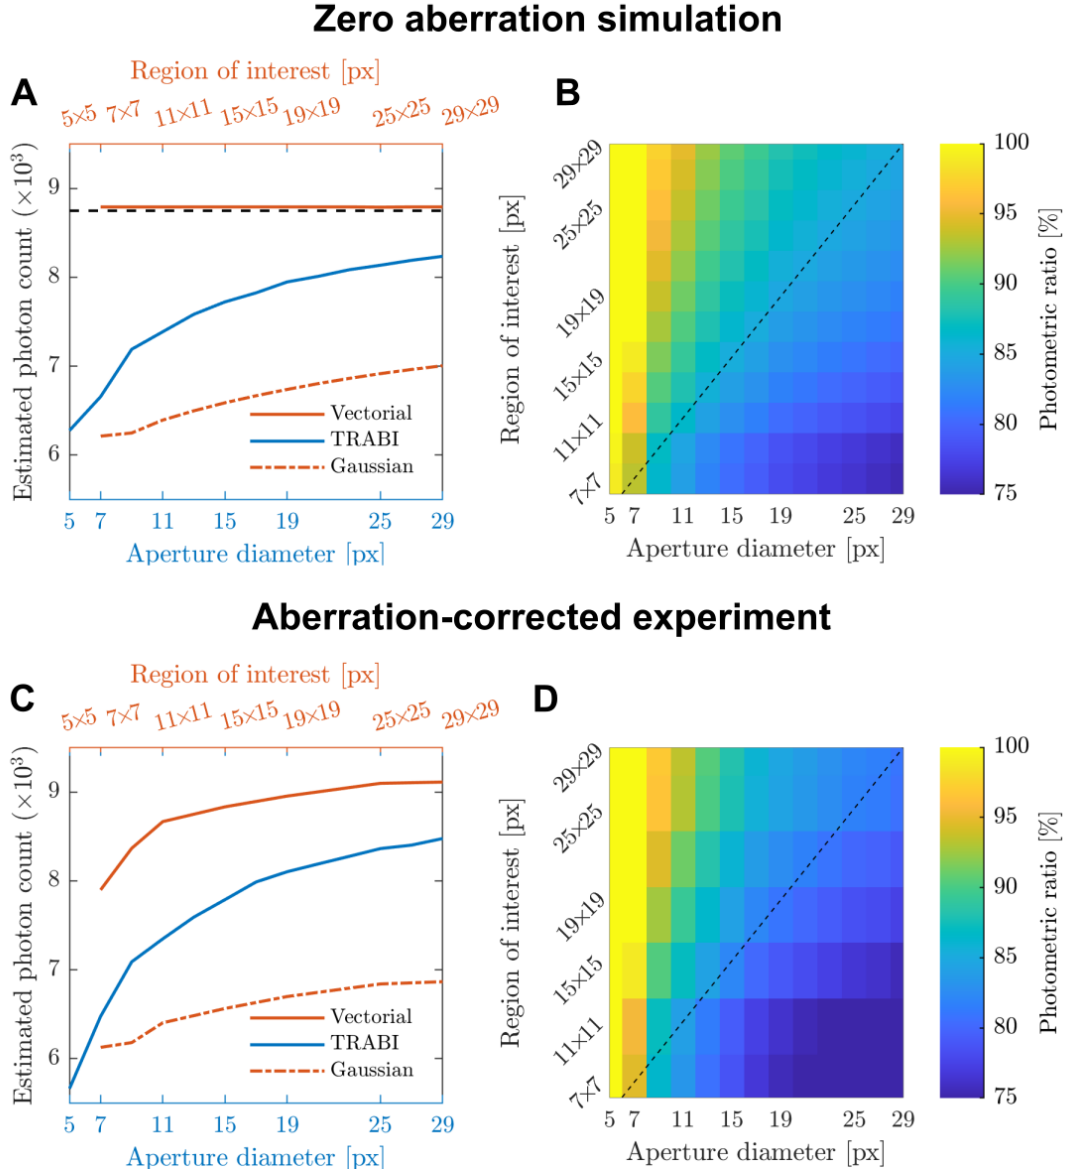 Zero aberration simulation
A
Region of interest [px]
5×5 7×7 11×11 15×15 19×19 25×25 29×29
Estimated photon count (×10³)
9
8
7
6
Vectorial
TRABI
Gaussian
5 7 11 15 19 25 29
Aperture diameter [px]
B
Region of interest [px]
29×29
25×25
19×19
15×15
11×11
7×7
5 7 11 15 19 25 29
Aperture diameter [px]
100
95
90
85
80
75
Photometric ratio [%]
Aberration-corrected experiment
C
Region of interest [px]
5×5 7×7 11×11 15×15 19×19 25×25 29×29
Estimated photon count (×10³)
9
8
7
6
Vectorial
TRABI
Gaussian
5 7 11 15 19 25 29
Aperture diameter [px]
D
Region of interest [px]
29×29
25×25
19×19
15×15
11×11
7×7
5 7 11 15 19 25 29
Aperture diameter [px]
100
95
90
85
80
75
Photometric ratio [%]